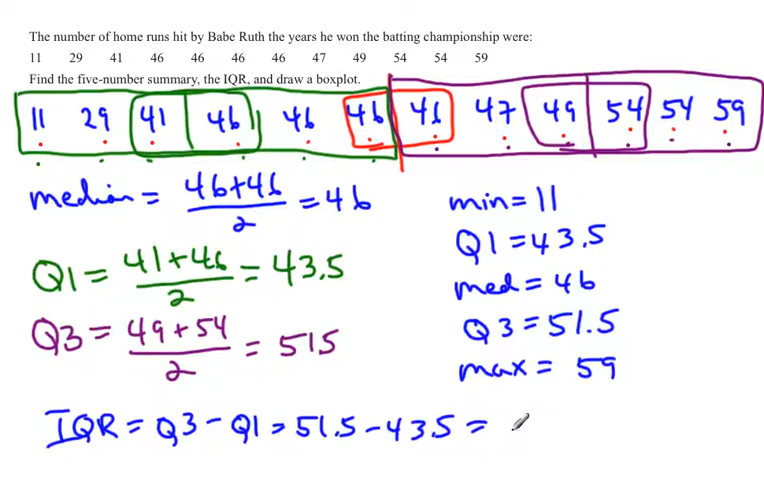 The number of home runs hit by Babe Ruth the years he won the batting championship were:
11 29 41 46 46 46 46 47 49 54 54 59
Find the five-number summary, the IQR, and draw a boxplot.
11 29 41 46 46 46 46 47 49 54 54 59
median = 46+46/2 = 46
Q1 = 41+46/2 = 43.5
Q3 = 49+54/2 = 515
min = 11
Q1 = 43.5
med = 46
Q3 = 51.5
max = 59
IQR = Q3 - Q1 = 51.5 - 43.5 =